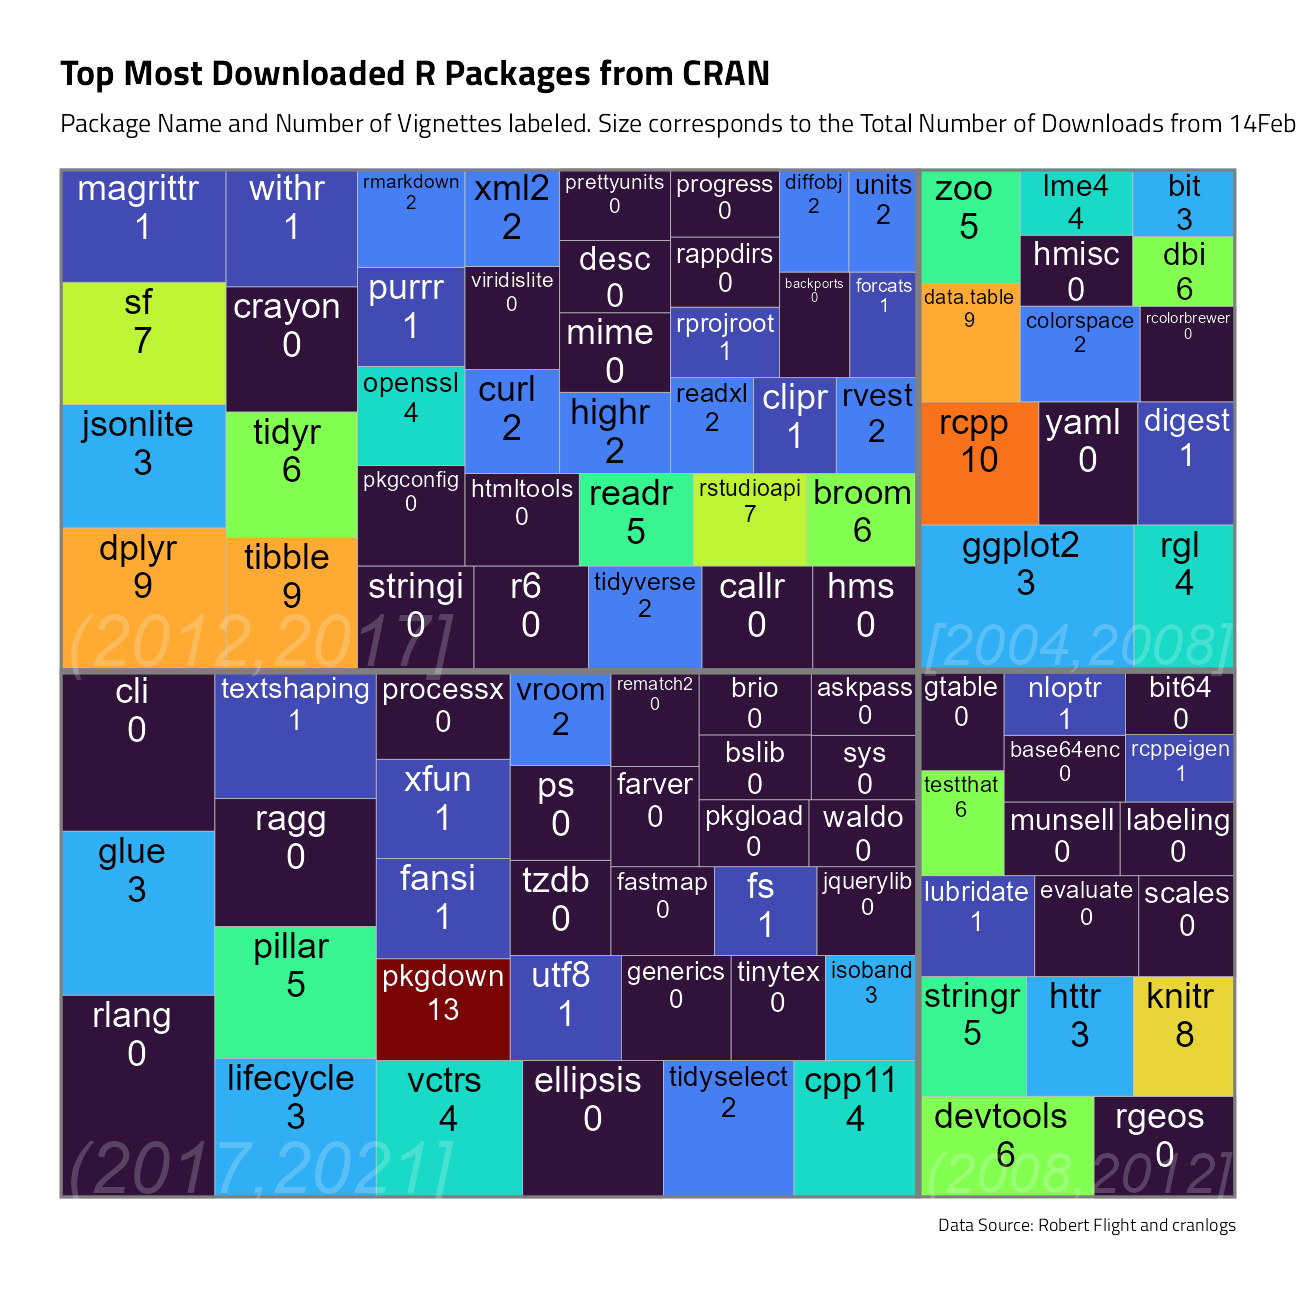 Top Most Downloaded R Packages from CRAN
Package Name and Number of Vignettes labeled. Size corresponds to the Total Number of Downloads from 14Feb
magrittr
1
withr
1
rmarkdown
2
xml2
2
prettyunits
0
progress
0
diffobj
2
units
2
sf
7
crayon
0
purrr
1
viridislite
0
desc
0
rappdirs
0
backports
0
forcats
1
mime
0
rprojroot
1
jsonlite
3
tidyr
6
openssl
4
curl
2
highr
2
readxl
2
clipr
1
rvest
2
pkgconfig
0
htmltools
0
readr
5
rstudioapi
7
broom
6
dplyr
9
tibble
9
stringi
0
r6
0
tidyverse
2
callr
0
hms
0
(2012,2017]
zoo
5
lme4
4
bit
3
hmisc
0
dbi
6
data.table
9
colorspace
2
rcolorbrewer
0
rcpp
10
yaml
0
digest
1
ggplot2
3
rgl
4
[2004,2008]
cli
0
textshaping
1
processx
0
vroom
2
rematch2
0
brio
0
askpass
0
bslib
0
sys
0
xfun
1
ps
0
farver
0
pkgload
0
waldo
0
ragg
0
glue
3
fansi
1
tzdb
0
fastmap
0
fs
1
jquerylib
0
pillar
5
pkgdown
13
utf8
1
generics
0
tinytex
0
isoband
3
rlang
0
lifecycle
3
vctrs
4
ellipsis
0
tidyselect
2
cpp11
4
(2017,2021]
gtable
0
nloptr
1
bit64
0
base64enc
0
rcppeigen
1
testthat
6
munsell
0
labeling
0
lubridate
1
evaluate
0
scales
0
stringr
5
httr
3
knitr
8
devtools
6
rgeos
0
(2008,2012]
Data Source: Robert Flight and cranlogs